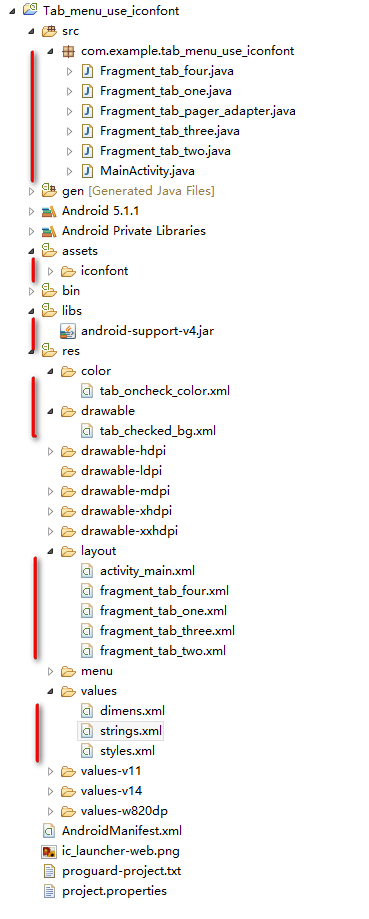 Tab_menu_use_iconfont
src
com.example.tab_menu_use_iconfont
Fragment_tab_four.java
Fragment_tab_one.java
Fragment_tab_pager_adapter.java
Fragment_tab_three.java
Fragment_tab_two.java
MainActivity.java
gen [Generated Java Files]
Android 5.1.1
Android Private Libraries
assets
iconfont
bin
libs
android-support-v4.jar
res
color
tab_oncheck_color.xml
drawable
tab_checked_bg.xml
drawable-hdpi
drawable-ldpi
drawable-mdpi
drawable-xhdpi
drawable-xxhdpi
layout
activity_main.xml
fragment_tab_four.xml
fragment_tab_one.xml
fragment_tab_three.xml
fragment_tab_two.xml
menu
values
dimens.xml
strings.xml
styles.xml
values-v11
values-v14
values-w820dp
AndroidManifest.xml
ic_launcher-web.png
proguard-project.txt
project.properties